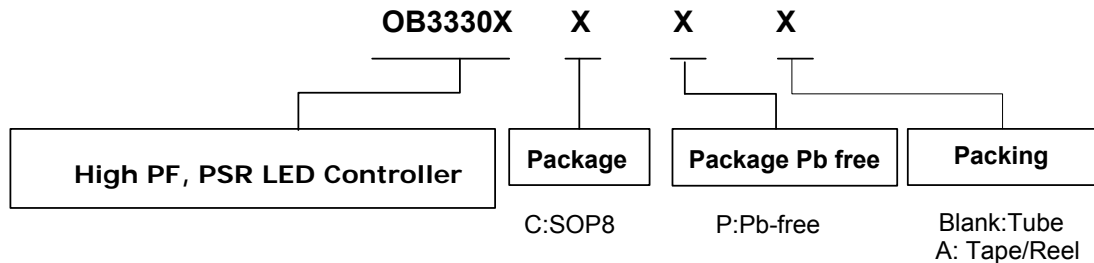 OB3330X X X X
High PF, PSR LED Controller
Package
Package Pb free
Packing
C:SOP8
P:Pb-free
Blank:Tube
A: Tape/Reel